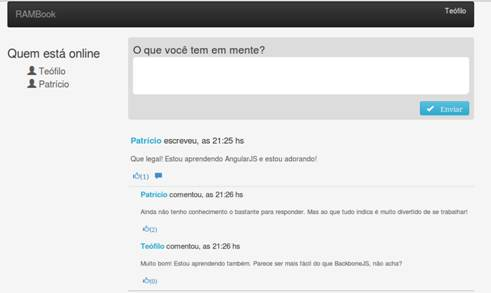 RAMBook
Teófilo
Quem está online
Teófilo
Patrício
O que você tem em mente?
Enviar
Patrício escreveu, as 21:25 hs
Que legal! Estou aprendendo AngularJS e estou adorando!
(1)
Patrício comentou, as 21:26 hs
Ainda não tenho conhecimento o bastante para responder. Mas ao que tudo indica é muito divertido de se trabalhar!
(2)
Teófilo comentou, as 21:26 hs
Muito bom! Estou aprendendo também. Parece ser mais fácil do que BackboneJS, não acha?
(0)